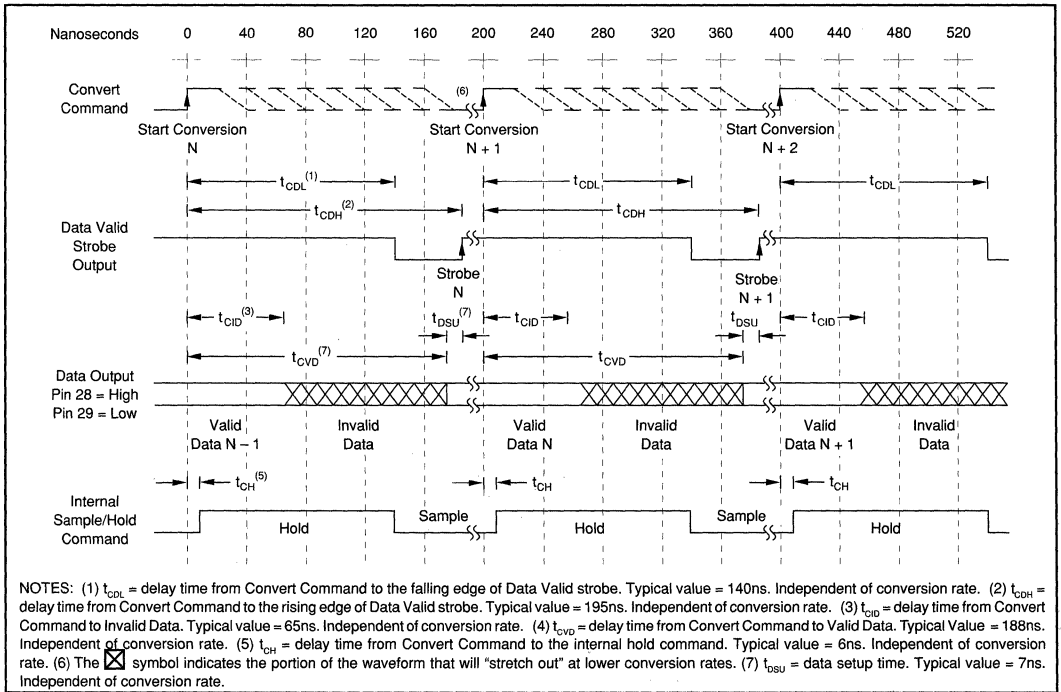 Nanoseconds 0 40 80 120 160 200 240 280 320 360 400 440 480 520
Convert Command
(6)
Start Conversion N
Start Conversion N + 1
Start Conversion N + 2
tCDL(1) tCDL tCDL
tCDH(2) tCDH
Data Valid Strobe Output
Strobe N
Strobe N + 1
tCID(3) tDSU(7) tCID tDSU tCID
tCVD(7) tCVD
Data Output
Pin 28 = High
Pin 29 = Low
Valid Data N – 1
Invalid Data
Valid Data N
Invalid Data
Valid Data N + 1
Invalid Data
tCH(5) tCH tCH
Internal Sample/Hold Command
Hold Sample Hold Sample Hold
NOTES: (1) tCDL = delay time from Convert Command to the falling edge of Data Valid strobe. Typical value = 140ns. Independent of conversion rate. (2) tCDH =
delay time from Convert Command to the rising edge of Data Valid strobe. Typical value = 195ns. Independent of conversion rate. (3) tCID = delay time from Convert
Command to Invalid Data. Typical value = 65ns. Independent of conversion rate. (4) tCVD = delay time from Convert Command to Valid Data. Typical Value = 188ns.
Independent of conversion rate. (5) tCH = delay time from Convert Command to the internal hold command. Typical value = 6ns. Independent of conversion
rate. (6) The symbol indicates the portion of the waveform that will "stretch out" at lower conversion rates. (7) tDSU = data setup time. Typical value = 7ns.
Independent of conversion rate.